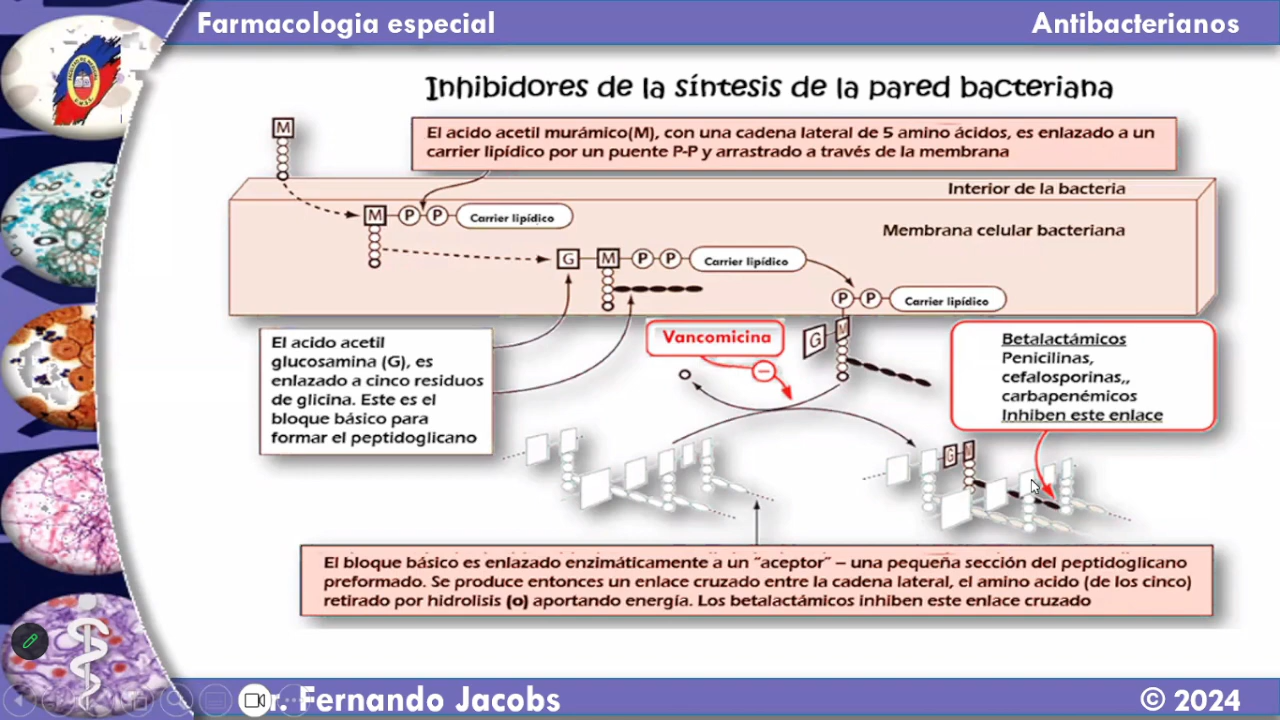 Farmacologia especial
Antibacterianos
Inhibidores de la síntesis de la pared bacteriana
M
El acido acetil murámico(M), con una cadena lateral de 5 amino ácidos, es enlazado a un
carrier lipídico por un puente P-P y arrastrado a través de la membrana
Interior de la bacteria
M P P Carrier lipídico
Membrana celular bacteriana
G M P P Carrier lipídico
P P Carrier lipídico
G M
El acido acetil
glucosamina (G), es
enlazado a cinco residuos
de glicina. Este es el
bloque básico para
formar el peptidoglicano
Vancomicina
−
Betalactámicos
Penicilinas,
cefalosporinas,,
carbapenémicos
Inhiben este enlace
G M
El bloque básico es enlazado enzimáticamente a un "aceptor" – una pequeña sección del peptidoglicano
preformado. Se produce entonces un enlace cruzado entre la cadena lateral, el amino acido (de los cinco)
retirado por hidrolisis (o) aportando energía. Los betalactámicos inhiben este enlace cruzado
r. Fernando Jacobs
© 2024